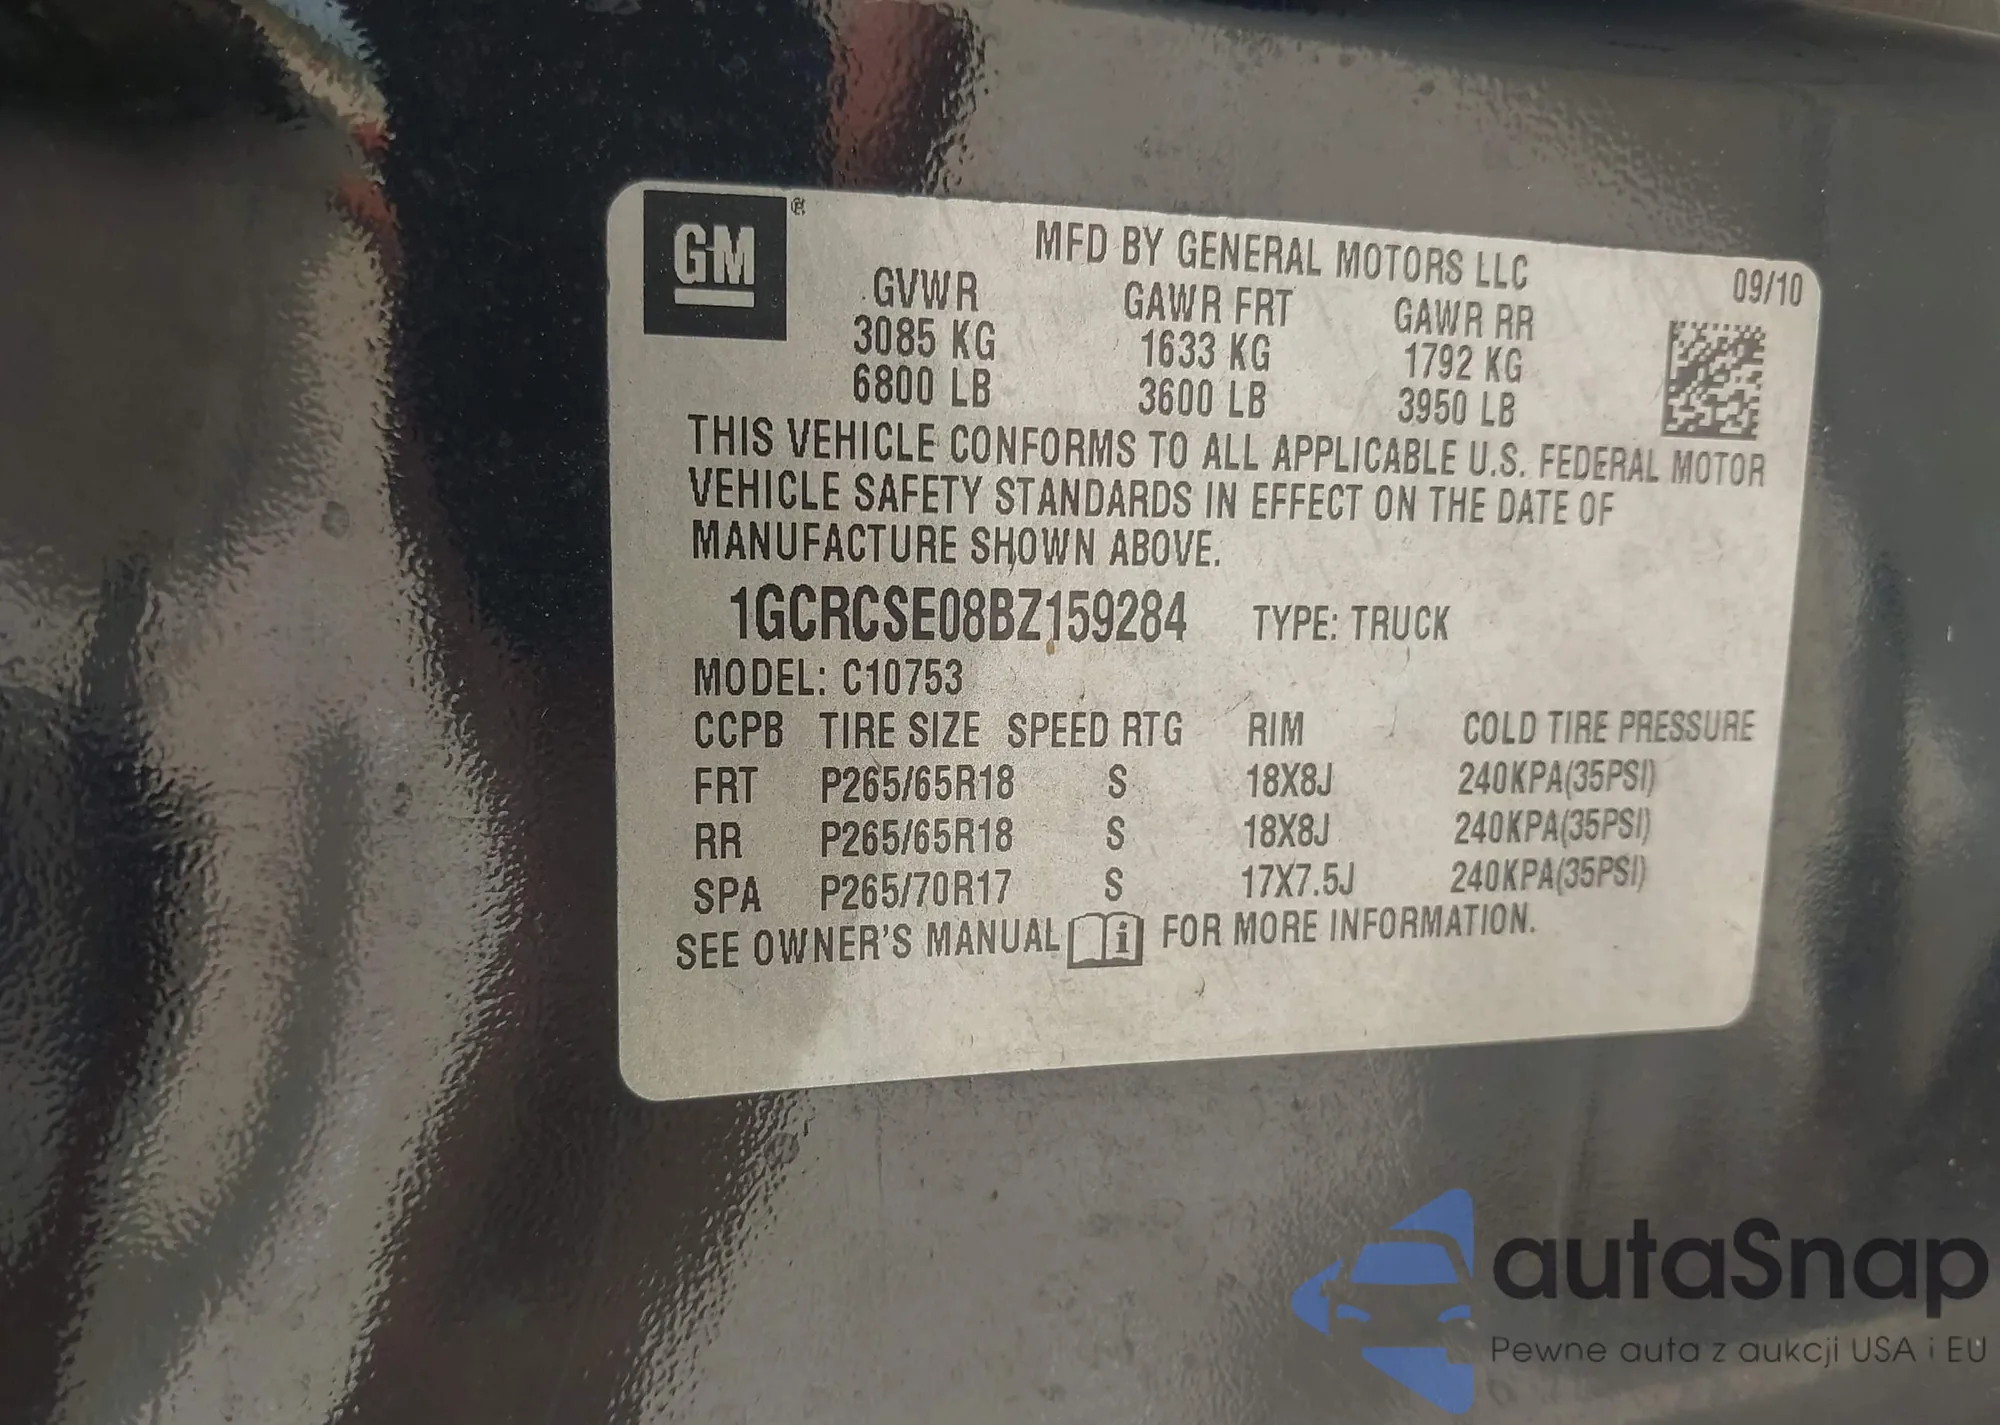 GM ®
MFD BY GENERAL MOTORS LLC
09/10
GVWR GAWR FRT GAWR RR
3085 KG 1633 KG 1792 KG
6800 LB 3600 LB 3950 LB
THIS VEHICLE CONFORMS TO ALL APPLICABLE U.S. FEDERAL MOTOR
VEHICLE SAFETY STANDARDS IN EFFECT ON THE DATE OF
MANUFACTURE SHOWN ABOVE.
1GCRCSE08BZ159284 TYPE: TRUCK
MODEL: C10753
CCPB TIRE SIZE SPEED RTG RIM COLD TIRE PRESSURE
FRT P265/65R18 S 18X8J 240KPA(35PSI)
RR P265/65R18 S 18X8J 240KPA(35PSI)
SPA P265/70R17 S 17X7.5J 240KPA(35PSI)
SEE OWNER'S MANUAL i FOR MORE INFORMATION.
autaSnap
Pewne auta z aukcji USA i EU